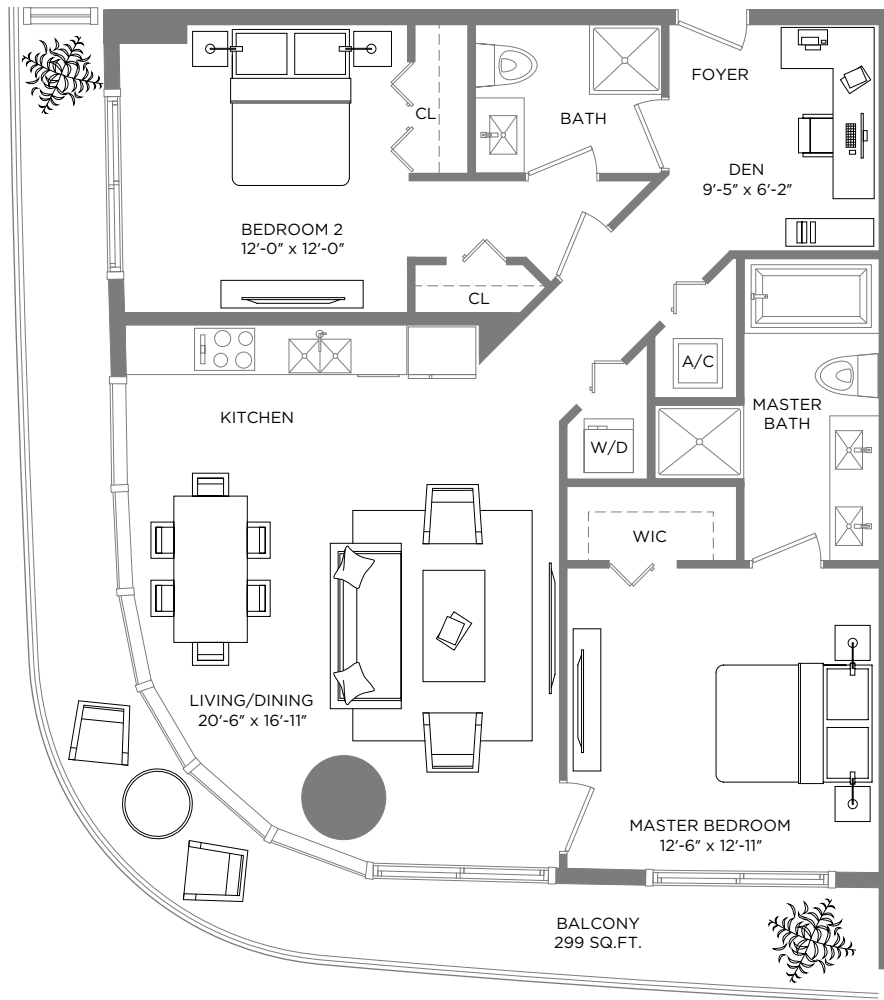 FOYER
CL
BATH
DEN
9'-5" x 6'-2"
BEDROOM 2
12'-0" x 12'-0"
CL
A/C
KITCHEN
MASTER
BATH
W/D
WIC
LIVING/DINING
20'-6" x 16'-11"
MASTER BEDROOM
12'-6" x 12'-11"
BALCONY
299 SQ.FT.